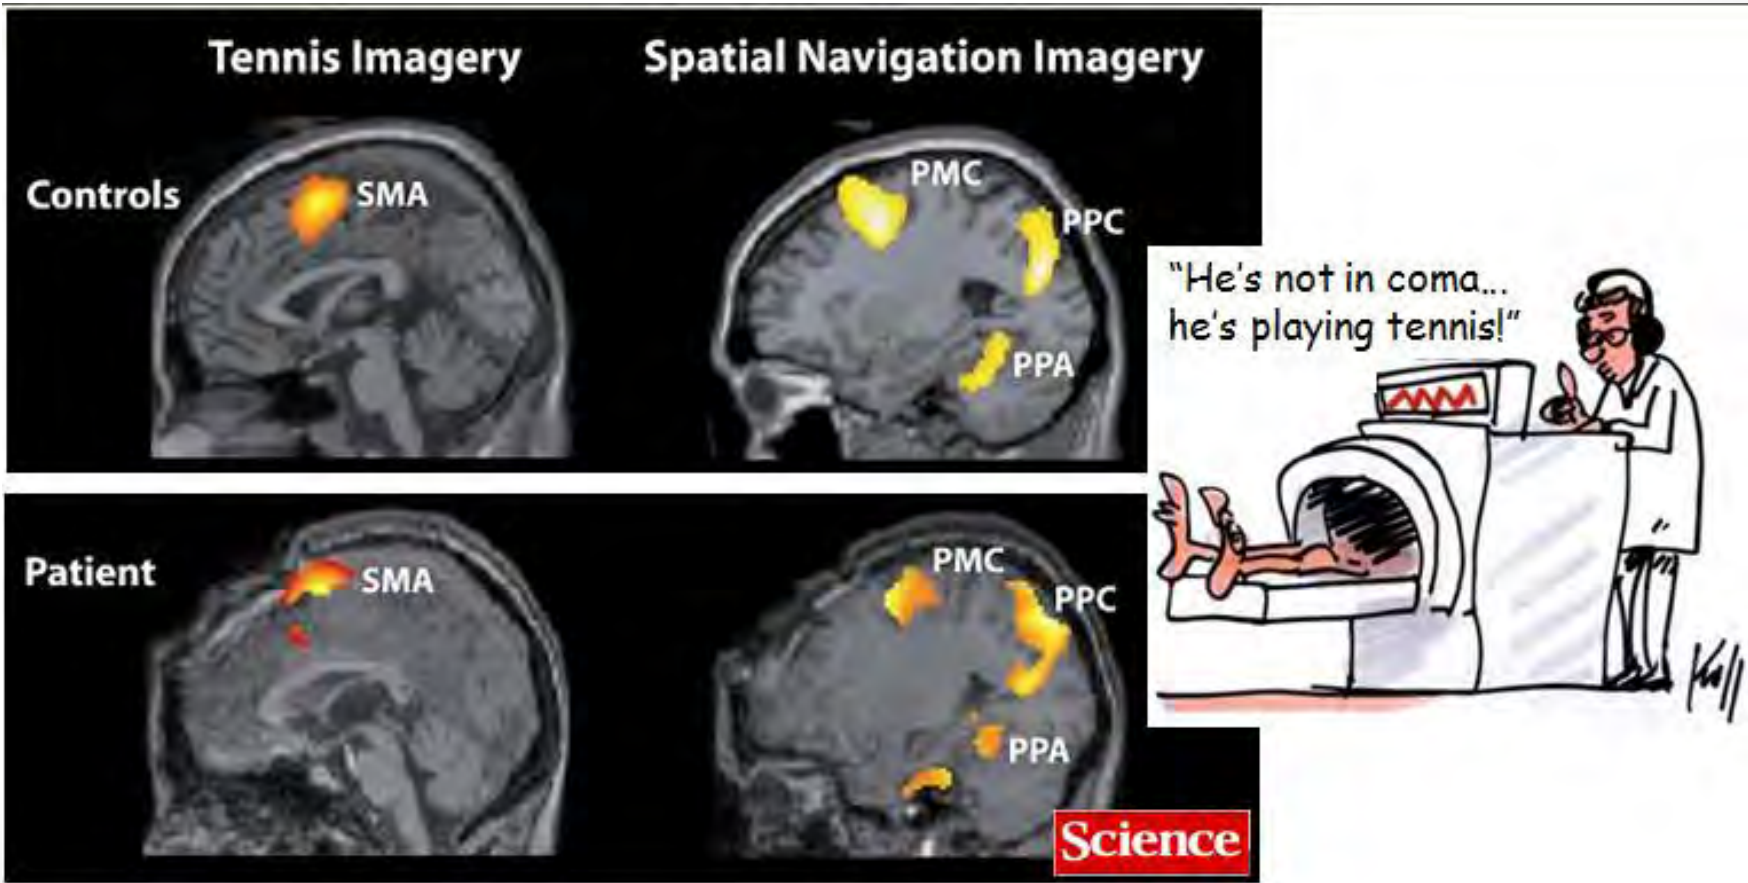 Tennis Imagery
Spatial Navigation Imagery
Controls
SMA
PMC
PPC
PPA
"He's not in coma...
he's playing tennis!"
Patient
SMA
PMC
PPC
PPA
Science